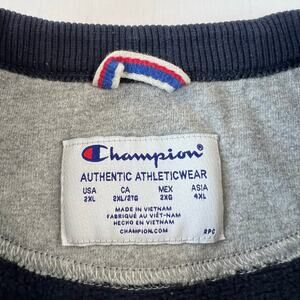 Champion®
AUTHENTIC ATHLETICWEAR
USA CA MEX ASIA
2XL 2XL/2TG 2XG 4XL
MADE IN VIETNAM
FABRIQUÉ AU VIÊT-NAM
HECHO EN VIETNAM
CHAMPION.COM
RPC